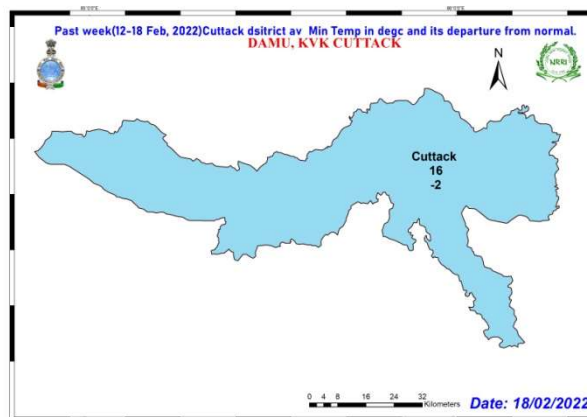 Past week(12-18 Feb, 2022)Cuttack dsitrict av Min Temp in degc and its departure from normal.
DAMU, KVK CUTTACK
N
NRRI
Cuttack
16
-2
0 4 8 16 24 32
Kilometers
Date: 18/02/2022